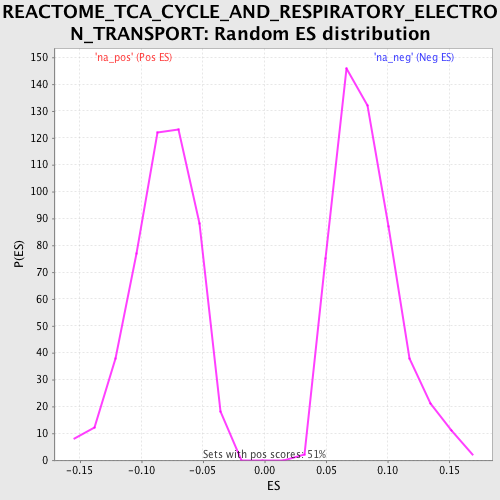 REACTOME_TCA_CYCLE_AND_RESPIRATORY_ELECTRO
N_TRANSPORT: Random ES distribution
'na_pos' (Pos ES)
'na_neg' (Neg ES)
150
140
130
120
110
100
90
80
70
60
50
40
30
20
10
0
P(ES)
Sets with pos scores: 51%
-0.15 -0.10 -0.05 0.00 0.05 0.10 0.15
ES